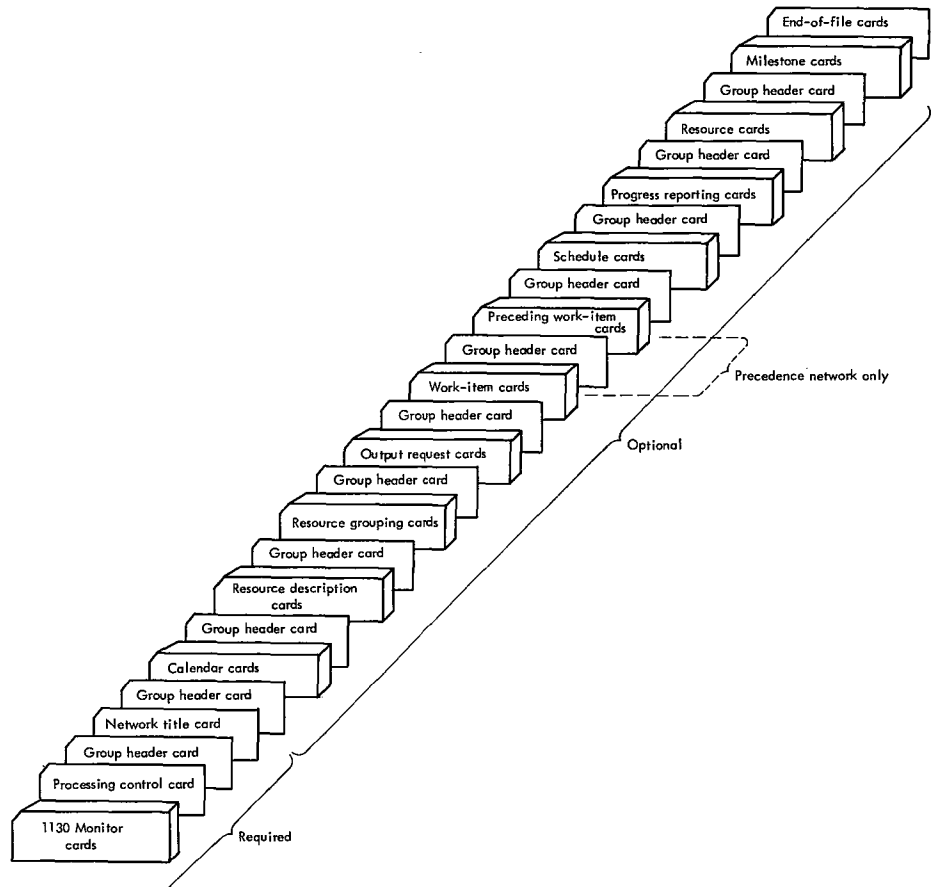 End-of-file cards
Milestone cards
Group header card
Resource cards
Group header card
Progress reporting cards
Group header card
Schedule cards
Group header card
Preceding work-item
cards
Group header card
Precedence network only
Work-item cards
Group header card
Optional
Output request cards
Group header card
Resource grouping cards
Group header card
Resource description
cards
Group header card
Calendar cards
Group header card
Network title card
Group header card
Processing control card
1130 Monitor
cards
Required